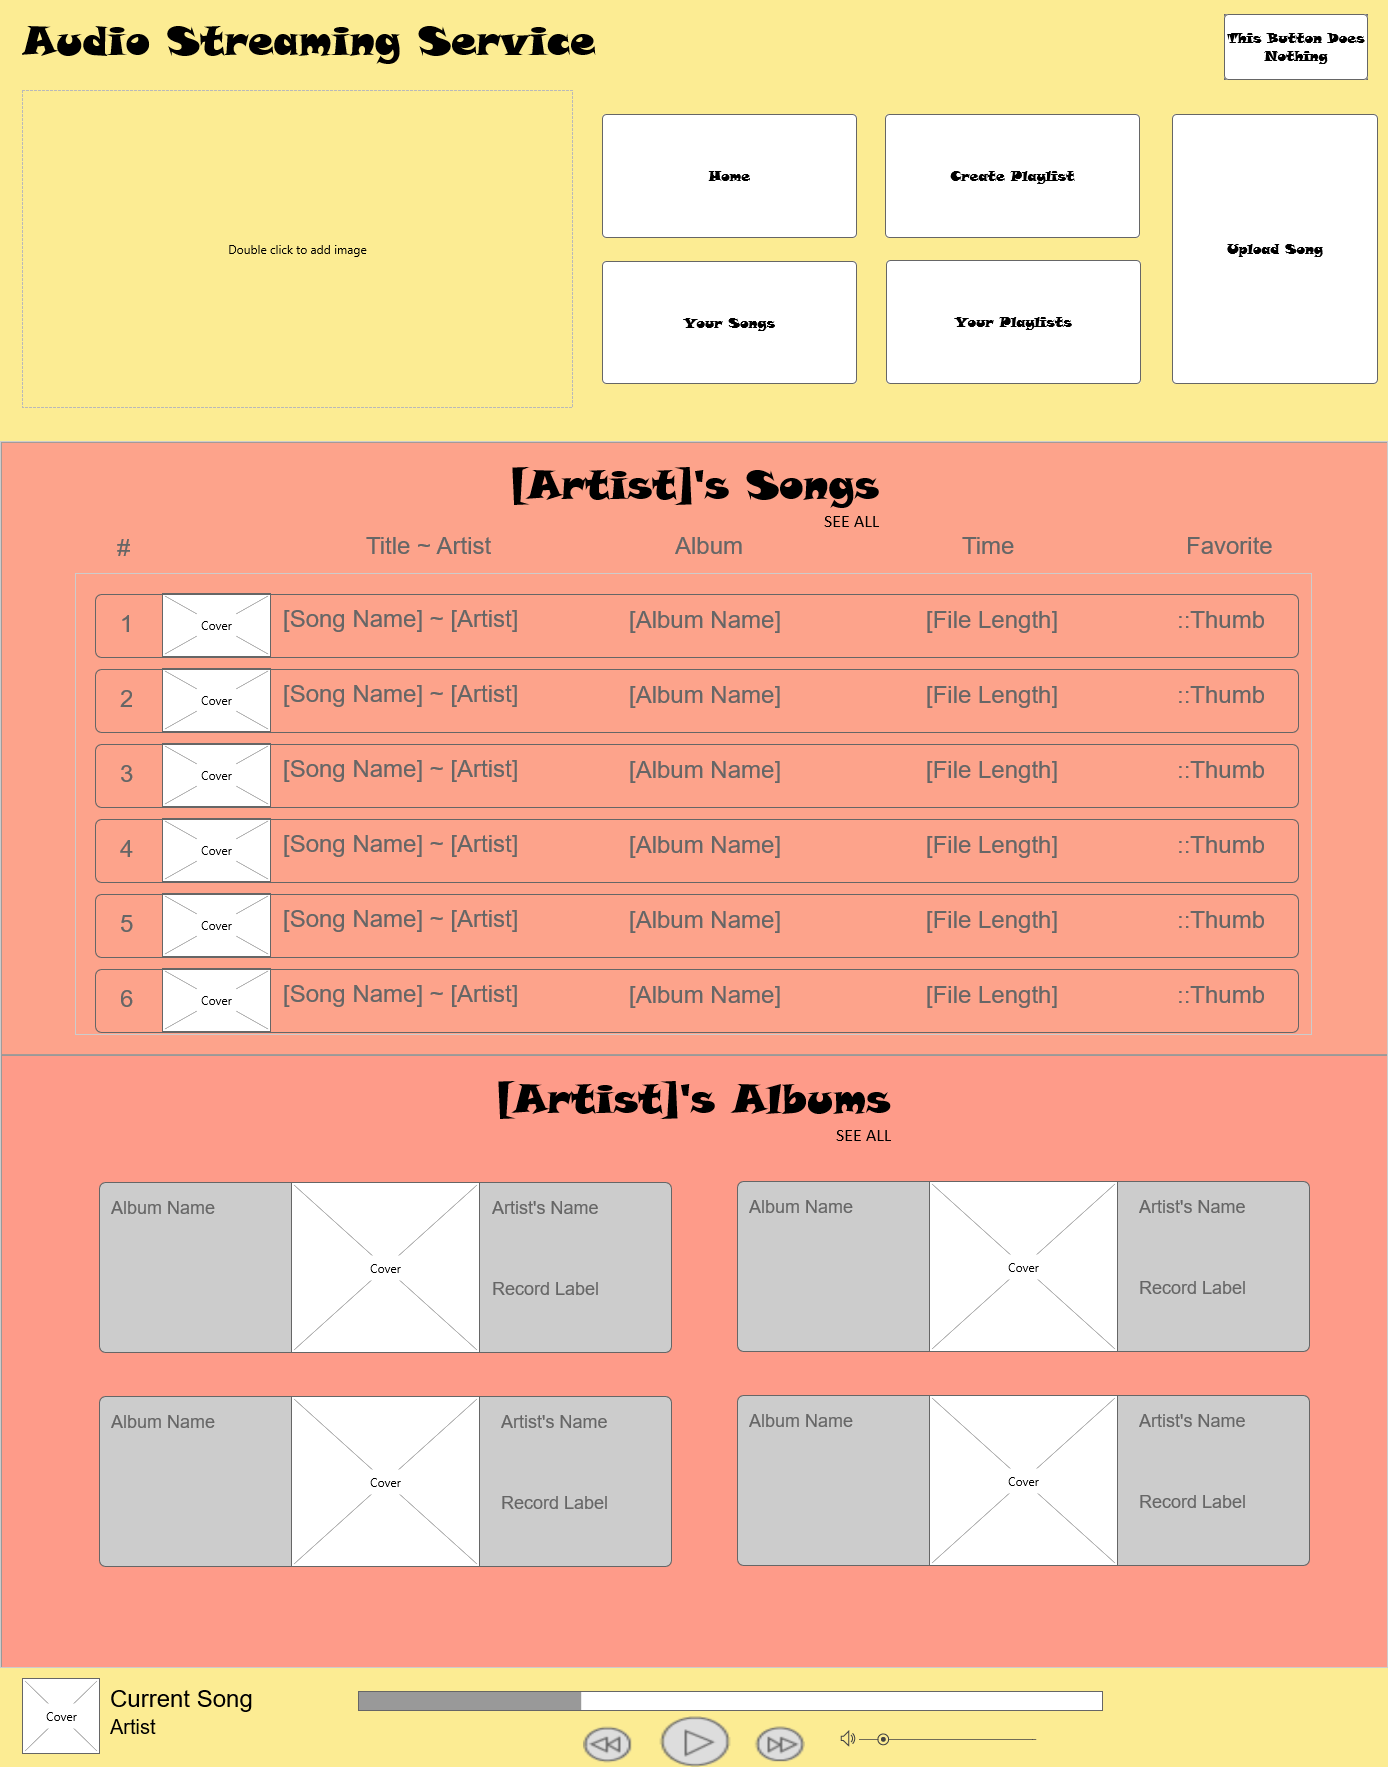 Audio Streaming Service
This Button Does
Nothing
Double click to add image
Home
Create Playlist
Upload Song
Your Songs
Your Playlists
[Artist]'s Songs
SEE ALL
# Title ~ Artist Album Time Favorite
1 Cover [Song Name] ~ [Artist] [Album Name] [File Length] ::Thumb
2 Cover [Song Name] ~ [Artist] [Album Name] [File Length] ::Thumb
3 Cover [Song Name] ~ [Artist] [Album Name] [File Length] ::Thumb
4 Cover [Song Name] ~ [Artist] [Album Name] [File Length] ::Thumb
5 Cover [Song Name] ~ [Artist] [Album Name] [File Length] ::Thumb
6 Cover [Song Name] ~ [Artist] [Album Name] [File Length] ::Thumb
[Artist]'s Albums
SEE ALL
Album Name
Cover
Artist's Name
Record Label
Album Name
Cover
Artist's Name
Record Label
Album Name
Cover
Artist's Name
Record Label
Album Name
Cover
Artist's Name
Record Label
Cover
Current Song
Artist